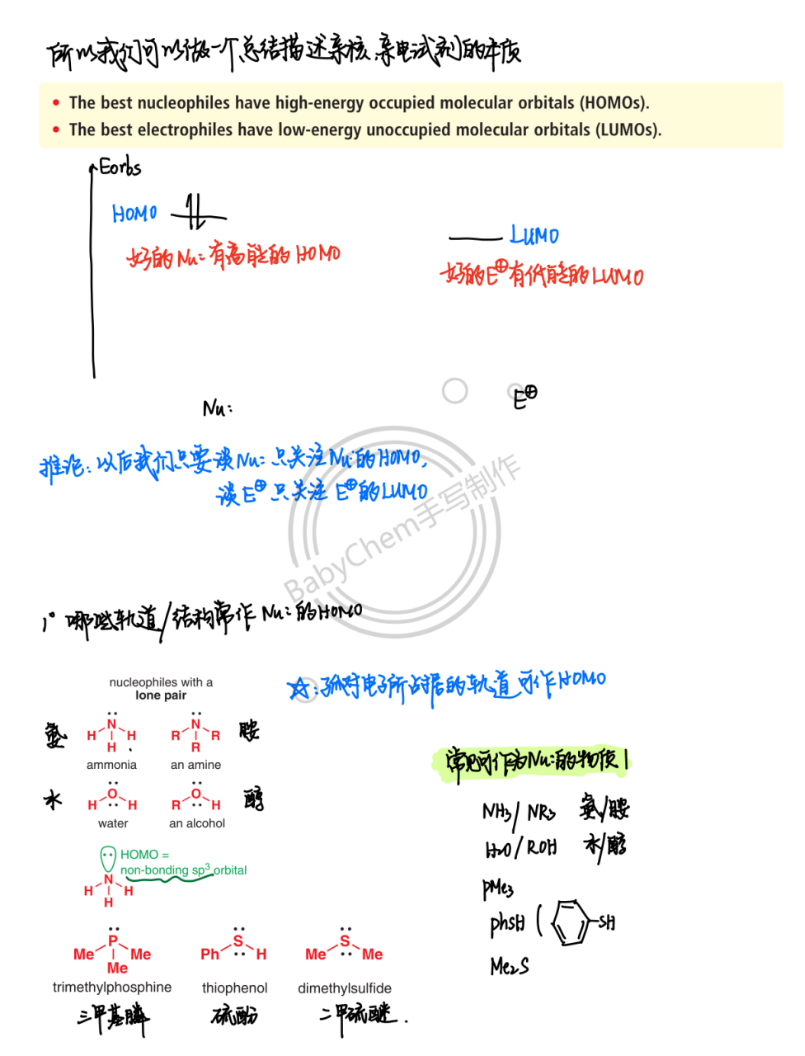 所以我们可以做一个总结描述亲核、亲电试剂的本质
• The best nucleophiles have high-energy occupied molecular orbitals (HOMOs).
• The best electrophiles have low-energy unoccupied molecular orbitals (LUMOs).
Eorbs
HOMO
LUMO
好的Nu:有高能的HOMO
好的E⊕有低能的LUMO
Nu:
E⊕
推论:以后我们只要谈Nu:只关注Nu:的HOMO,
谈E⊕只关注E⊕的LUMO
BabyChem手写制作
1° 哪些轨道/结构常作Nu:的HOMO
nucleophiles with a
lone pair
☆:孤对电子所占据的轨道可作HOMO
氨 N H H H
R N R R 胺
ammonia
an amine
水 H O H
R O H 醇
water
an alcohol
HOMO =
non-bonding sp³ orbital
N H H H
Me P Me Me
Ph S H
Me S Me
trimethylphosphine
thiophenol
dimethylsulfide
三甲基膦
硫酚
二甲硫醚.
常见可作为Nu:的物质1
NH₃/NR₃ 氨/胺
H₂O/ROH 水/醇
PMe₃
PhSH ( -SH
Me₂S